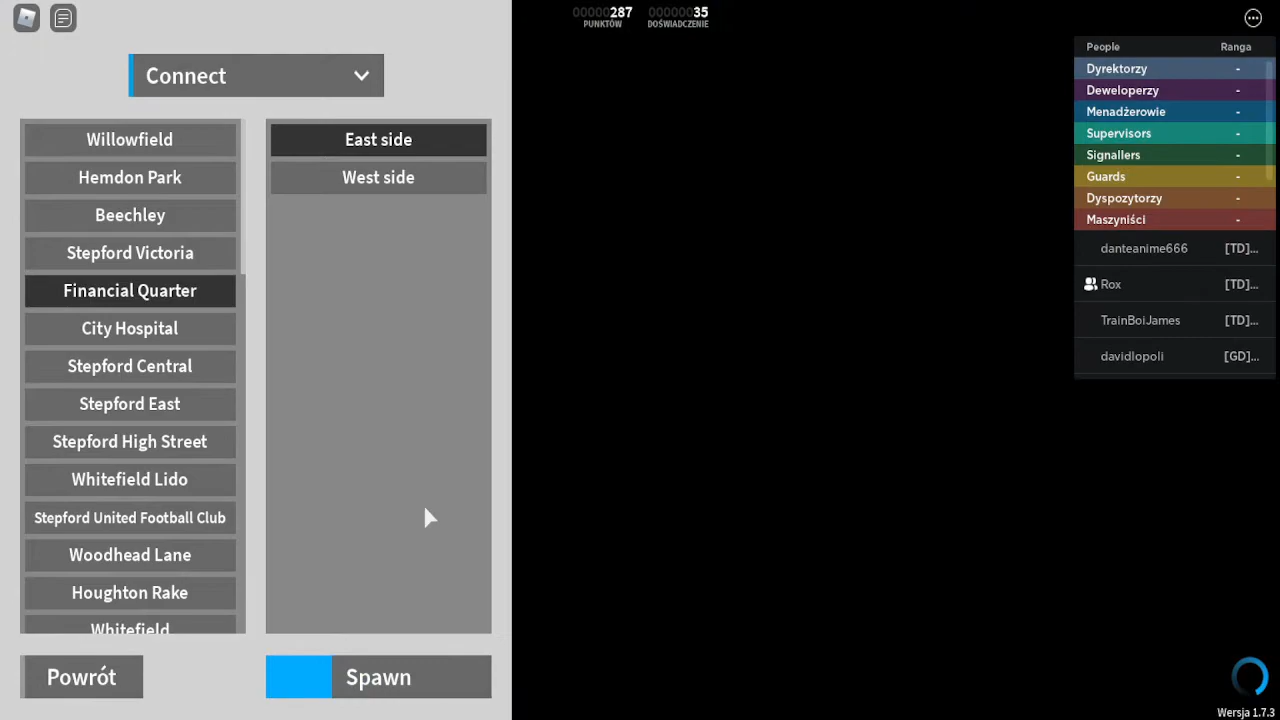 00000287
PUNKTÓW
00000035
DOŚWIADCZENIE
Connect
Willowfield
Hemdon Park
Beechley
Stepford Victoria
Financial Quarter
City Hospital
Stepford Central
Stepford East
Stepford High Street
Whitefield Lido
Stepford United Football Club
Woodhead Lane
Houghton Rake
Whitefield
East side
West side
Powrót
Spawn
People Ranga
Dyrektorzy -
Deweloperzy -
Menadżerowie -
Supervisors -
Signallers -
Guards -
Dyspozytorzy -
Maszyniści -
danteanime666 [TD]...
Rox [TD]...
TrainBoiJames [TD]...
davidlopoli [GD]...
Wersja 1.7.3